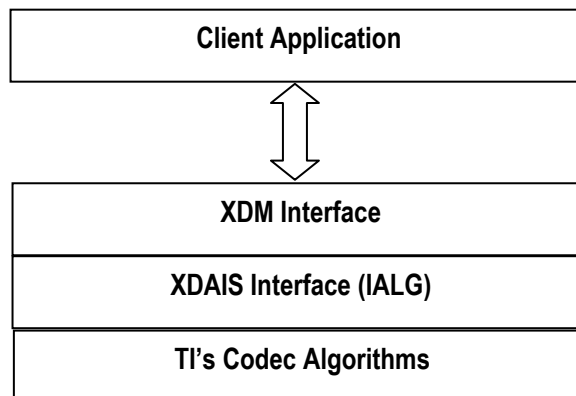 Client Application
XDM Interface
XDAIS Interface (IALG)
TI's Codec Algorithms